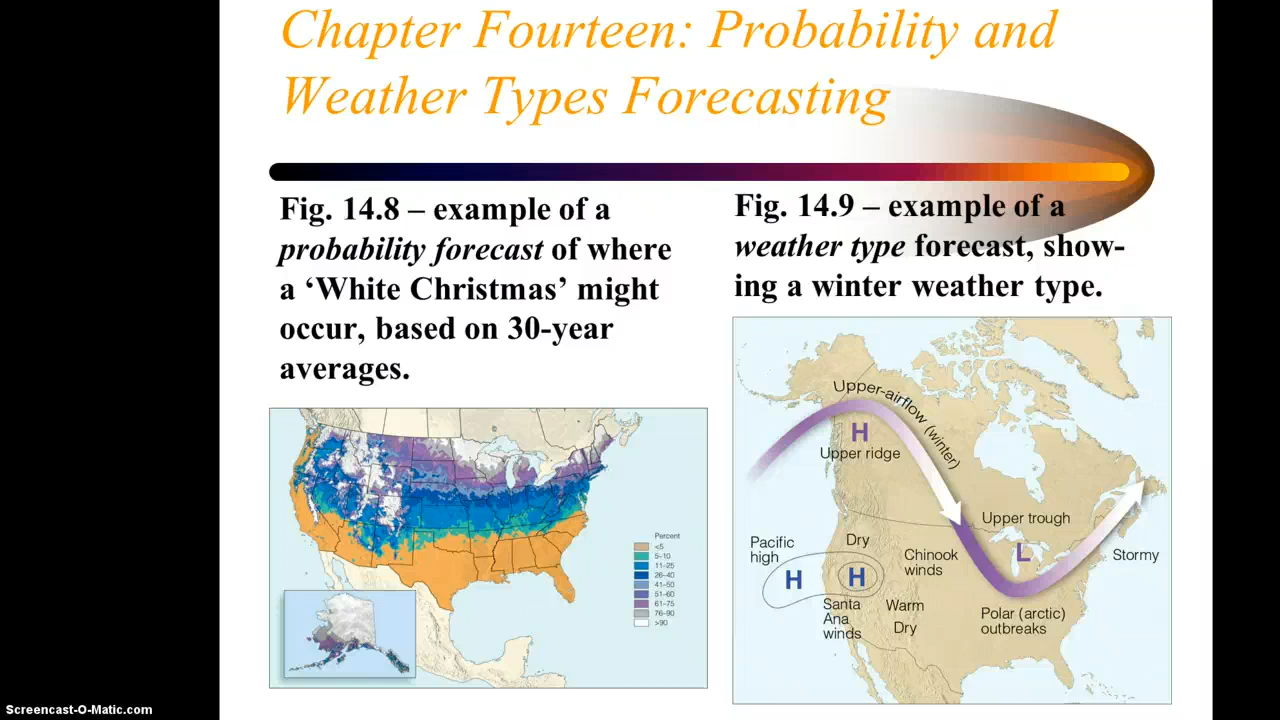 Chapter Fourteen: Probability and
Weather Types Forecasting
Fig. 14.8 – example of a
probability forecast of where
a ‘White Christmas’ might
occur, based on 30-year
averages.
Percent
<5
5–10
11–25
26–40
41–50
51–60
61–75
76–90
>90
Fig. 14.9 – example of a
weather type forecast, show-
ing a winter weather type.
Upper-airflow (winter)
H
Upper ridge
Upper trough
L
Stormy
Pacific
high
H
Dry
H
Chinook
winds
Santa
Ana
winds
Warm
Dry
Polar (arctic)
outbreaks
Screencast-O-Matic.com